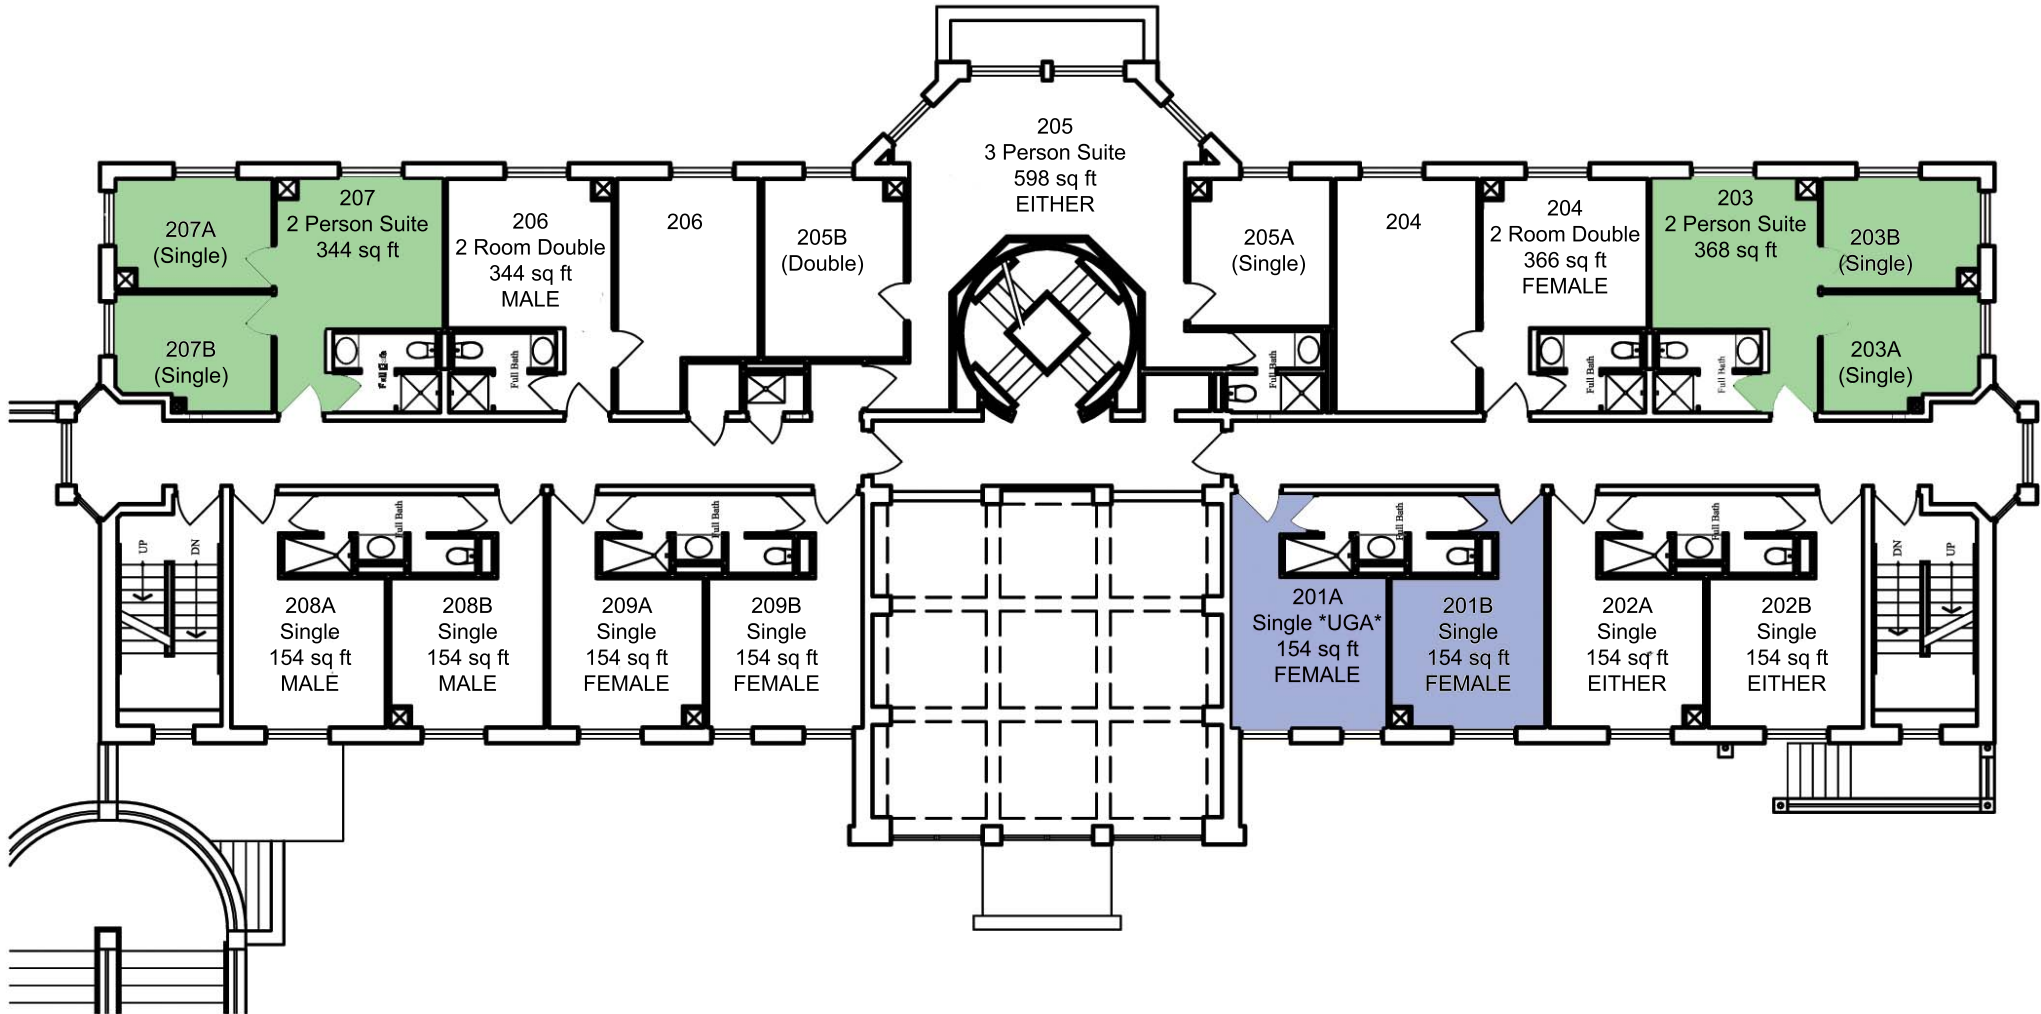 205
3 Person Suite
598 sq ft
EITHER
207A
(Single)
207
2 Person Suite
344 sq ft
206
2 Room Double
344 sq ft
MALE
206
205B
(Double)
205A
(Single)
204
204
2 Room Double
366 sq ft
FEMALE
203
2 Person Suite
368 sq ft
203B
(Single)
207B
(Single)
203A
(Single)
Full Bath
Full Bath
Full Bath
Full Bath
Full Bath
UP
DN
Full Bath
Full Bath
Full Bath
Full Bath
DN
UP
208A
Single
154 sq ft
MALE
208B
Single
154 sq ft
MALE
209A
Single
154 sq ft
FEMALE
209B
Single
154 sq ft
FEMALE
201A
Single *UGA*
154 sq ft
FEMALE
201B
Single
154 sq ft
FEMALE
202A
Single
154 sq ft
EITHER
202B
Single
154 sq ft
EITHER